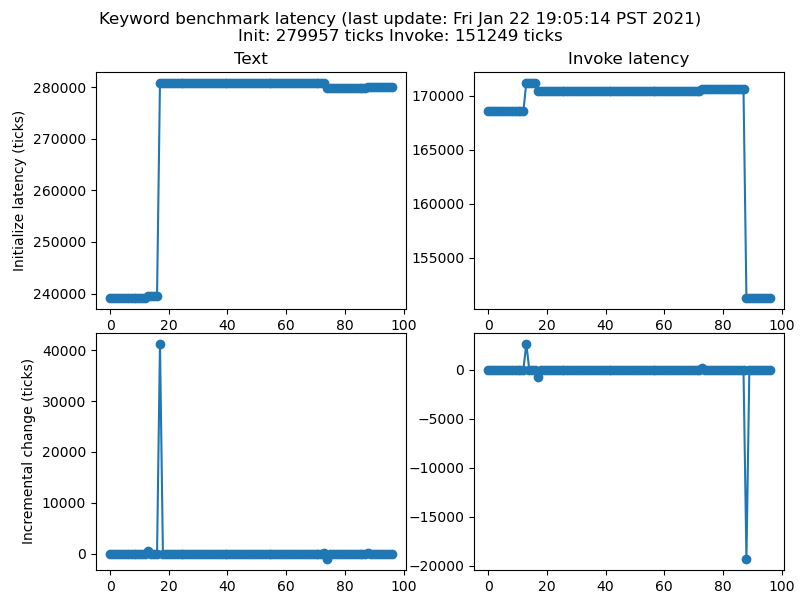 Keyword benchmark latency (last update: Fri Jan 22 19:05:14 PST 2021)
Init: 279957 ticks Invoke: 151249 ticks
Text
Invoke latency
Initialize latency (ticks)
280000
270000
260000
250000
240000
0 20 40 60 80 100
170000
165000
160000
155000
0 20 40 60 80 100
Incremental change (ticks)
40000
30000
20000
10000
0
0 20 40 60 80 100
0
−5000
−10000
−15000
−20000
0 20 40 60 80 100